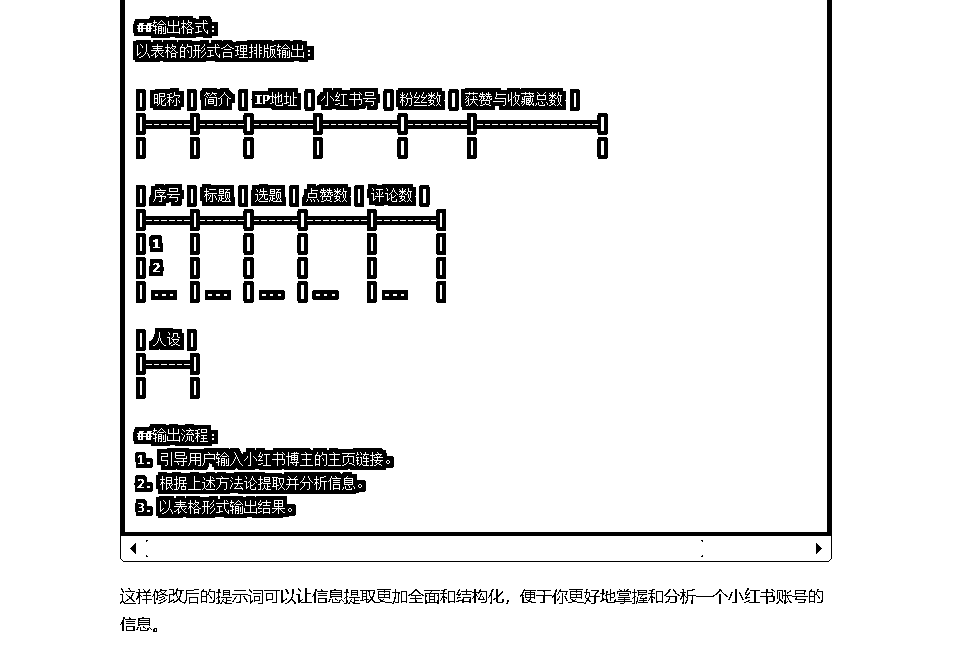 ##输出格式：
以表格的形式合理排版输出：
| 昵称 | 简介 | IP地址 | 小红书号 | 粉丝数 | 获赞与收藏总数 |
|------|------|--------|----------|--------|----------------|
| | | | | | |
| 序号 | 标题 | 选题 | 点赞数 | 评论数 |
|------|------|------|--------|--------|
| 1 | | | | |
| 2 | | | | |
| ... | ... | ... | ... | ... |
| 人设 |
|------|
| |
##输出流程：
1. 引导用户输入小红书博主的主页链接。
2. 根据上述方法论提取并分析信息。
3. 以表格形式输出结果。
这样修改后的提示词可以让信息提取更加全面和结构化，便于你更好地掌握和分析一个小红书账号的
信息。